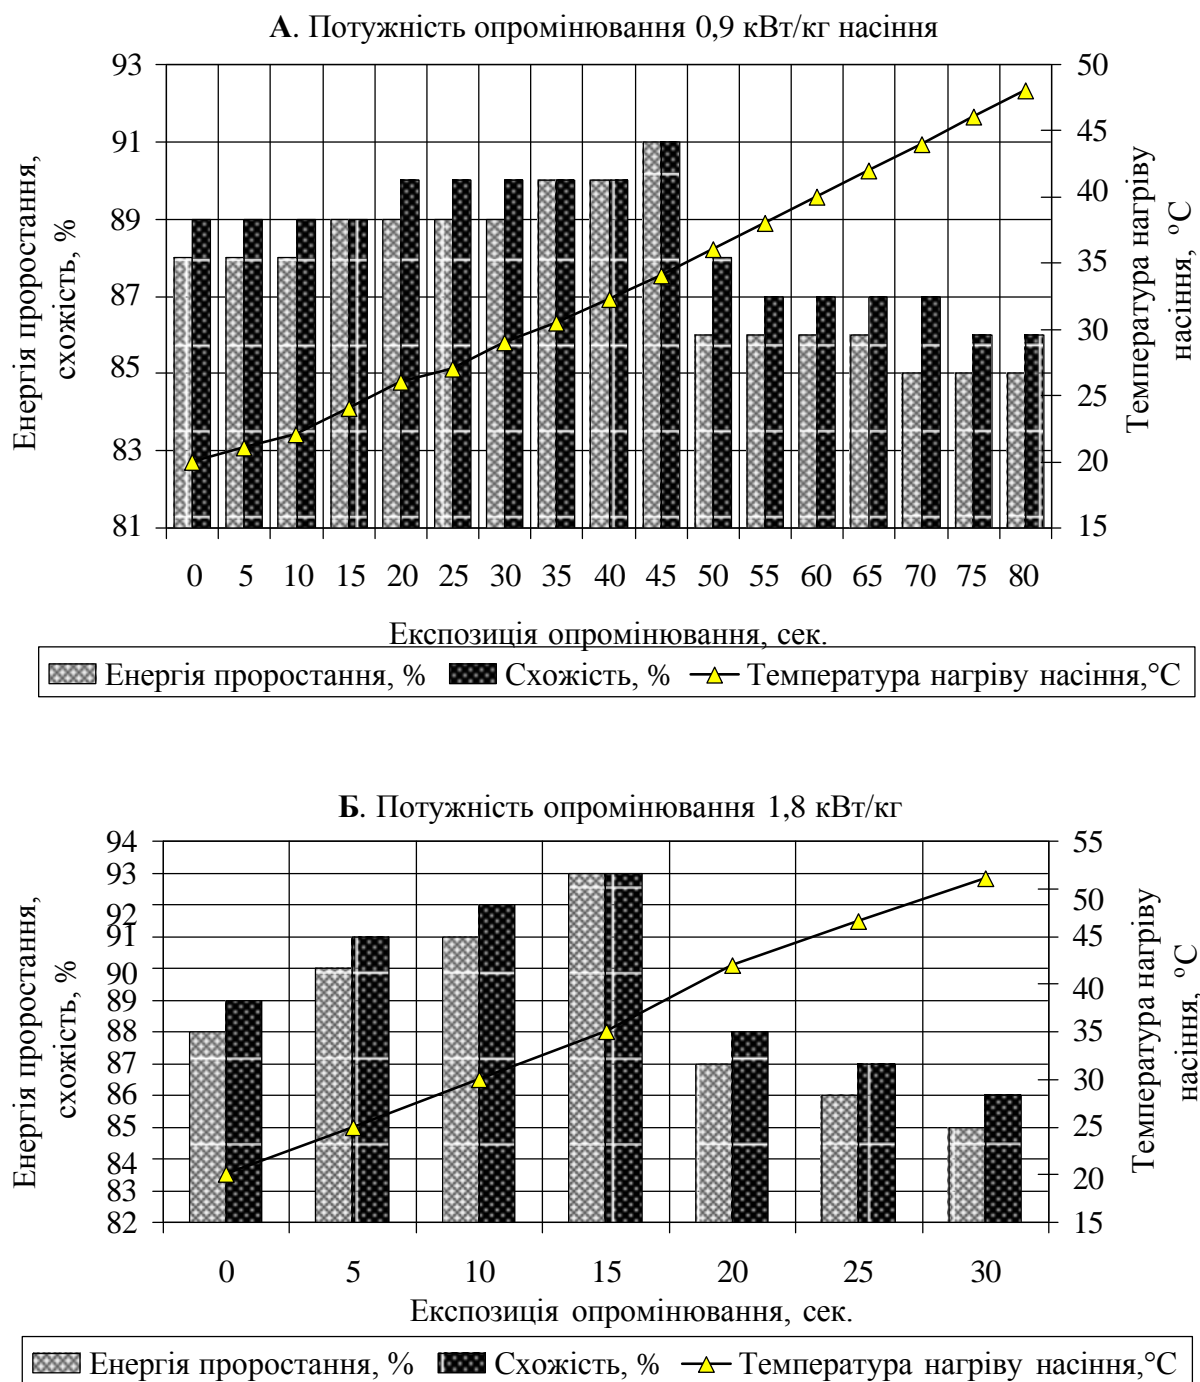 А. Потужність опромінювання 0,9 кВт/кг насіння
Енергія проростання,
схожість, %
93
91
89
87
85
83
81
50
45
40
35
30
25
20
15
Температура нагріву
насіння, °С
0 5 10 15 20 25 30 35 40 45 50 55 60 65 70 75 80
Експозиція опромінювання, сек.
Енергія проростання, % Схожість, % Температура нагріву насіння,°С
Б. Потужність опромінювання 1,8 кВт/кг
Енергія проростання,
схожість, %
94
93
92
91
90
89
88
87
86
85
84
83
82
55
50
45
40
35
30
25
20
15
Температура нагріву
насіння, °С
0 5 10 15 20 25 30
Експозиція опромінювання, сек.
Енергія проростання, % Схожість, % Температура нагріву насіння,°С